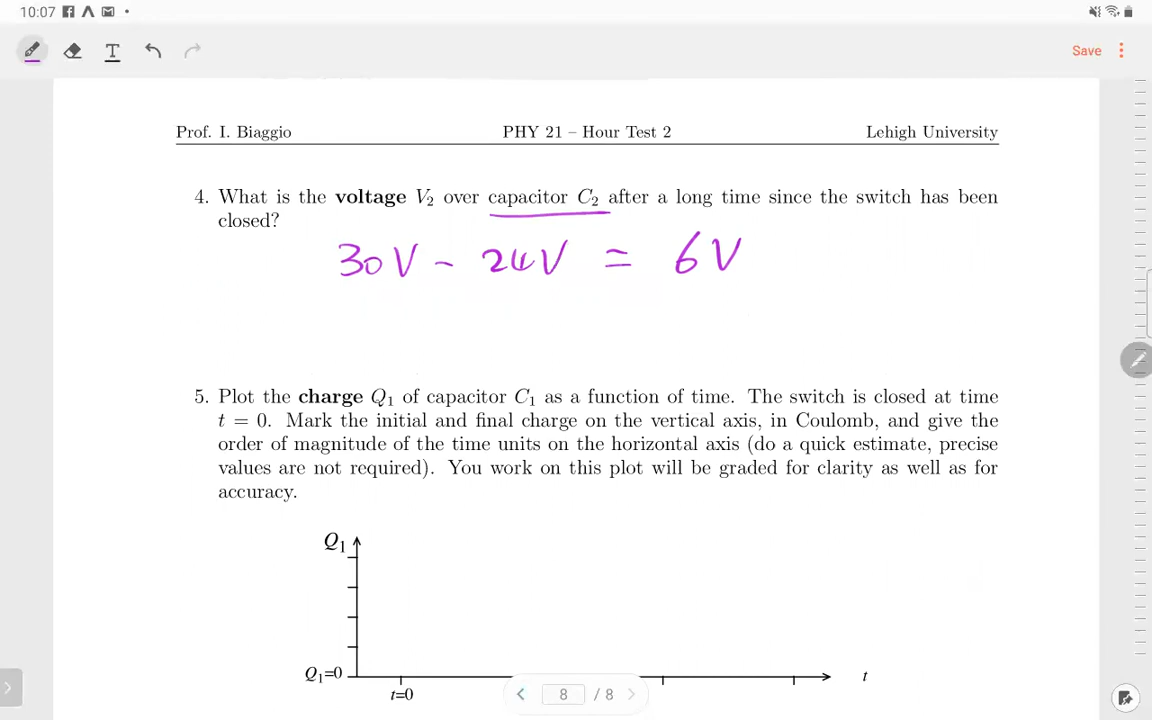 10:07
Save
Prof. I. Biaggio PHY 21 – Hour Test 2 Lehigh University
4. What is the voltage V2 over capacitor C2 after a long time since the switch has been
closed?
30V - 24V = 6V
5. Plot the charge Q1 of capacitor C1 as a function of time. The switch is closed at time
t = 0. Mark the initial and final charge on the vertical axis, in Coulomb, and give the
order of magnitude of the time units on the horizontal axis (do a quick estimate, precise
values are not required). You work on this plot will be graded for clarity as well as for
accuracy.
Q1
Q1=0
t
t=0
8 / 8